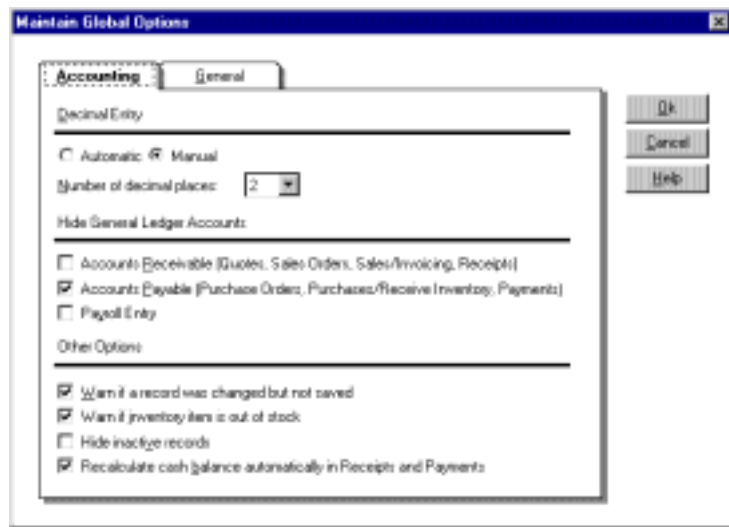 Maintain Global Options
Accounting General
Decimal Entry
Ok
Cancel
Automatic Manual
Help
Number of decimal places: 2
Hide General Ledger Accounts
Accounts Receivable (Quotes, Sales Orders, Sales/Invoicing, Receipts)
Accounts Payable (Purchase Orders, Purchases/Receive Inventory, Payments)
Payroll Entry
Other Options
Warn if a record was changed but not saved
Warn if inventory item is out of stock
Hide inactive records
Recalculate cash balance automatically in Receipts and Payments